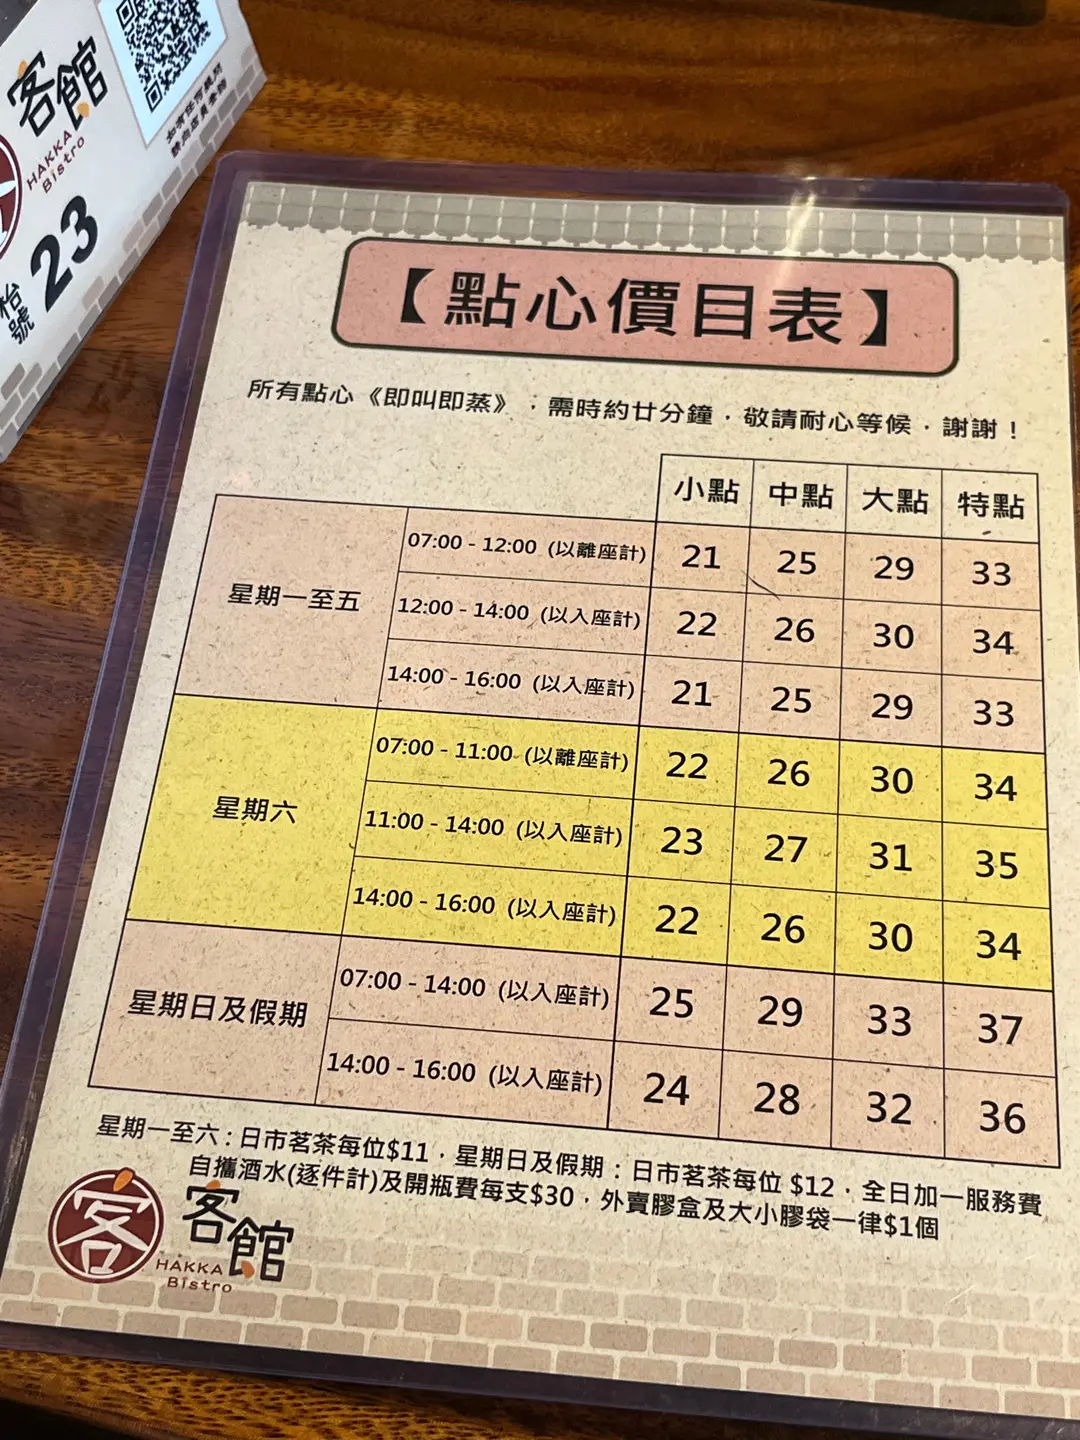 客館
HAKKA
Bistro
枱號 23
【點心價目表】
所有點心《即叫即蒸》，需時約廿分鐘，敬請耐心等候，謝謝！
小點 中點 大點 特點
星期一至五
07:00 - 12:00 (以離座計) 21 25 29 33
12:00 - 14:00 (以入座計) 22 26 30 34
14:00 - 16:00 (以入座計) 21 25 29 33
星期六
07:00 - 11:00 (以離座計) 22 26 30 34
11:00 - 14:00 (以入座計) 23 27 31 35
14:00 - 16:00 (以入座計) 22 26 30 34
星期日及假期
07:00 - 14:00 (以入座計) 25 29 33 37
14:00 - 16:00 (以入座計) 24 28 32 36
星期一至六：日市茗茶每位$11，星期日及假期：日市茗茶每位 $12，全日加一服務費
自攜酒水(逐件計)及開瓶費每支$30，外賣膠盒及大小膠袋一律$1個
客 客館
HAKKA
Bistro